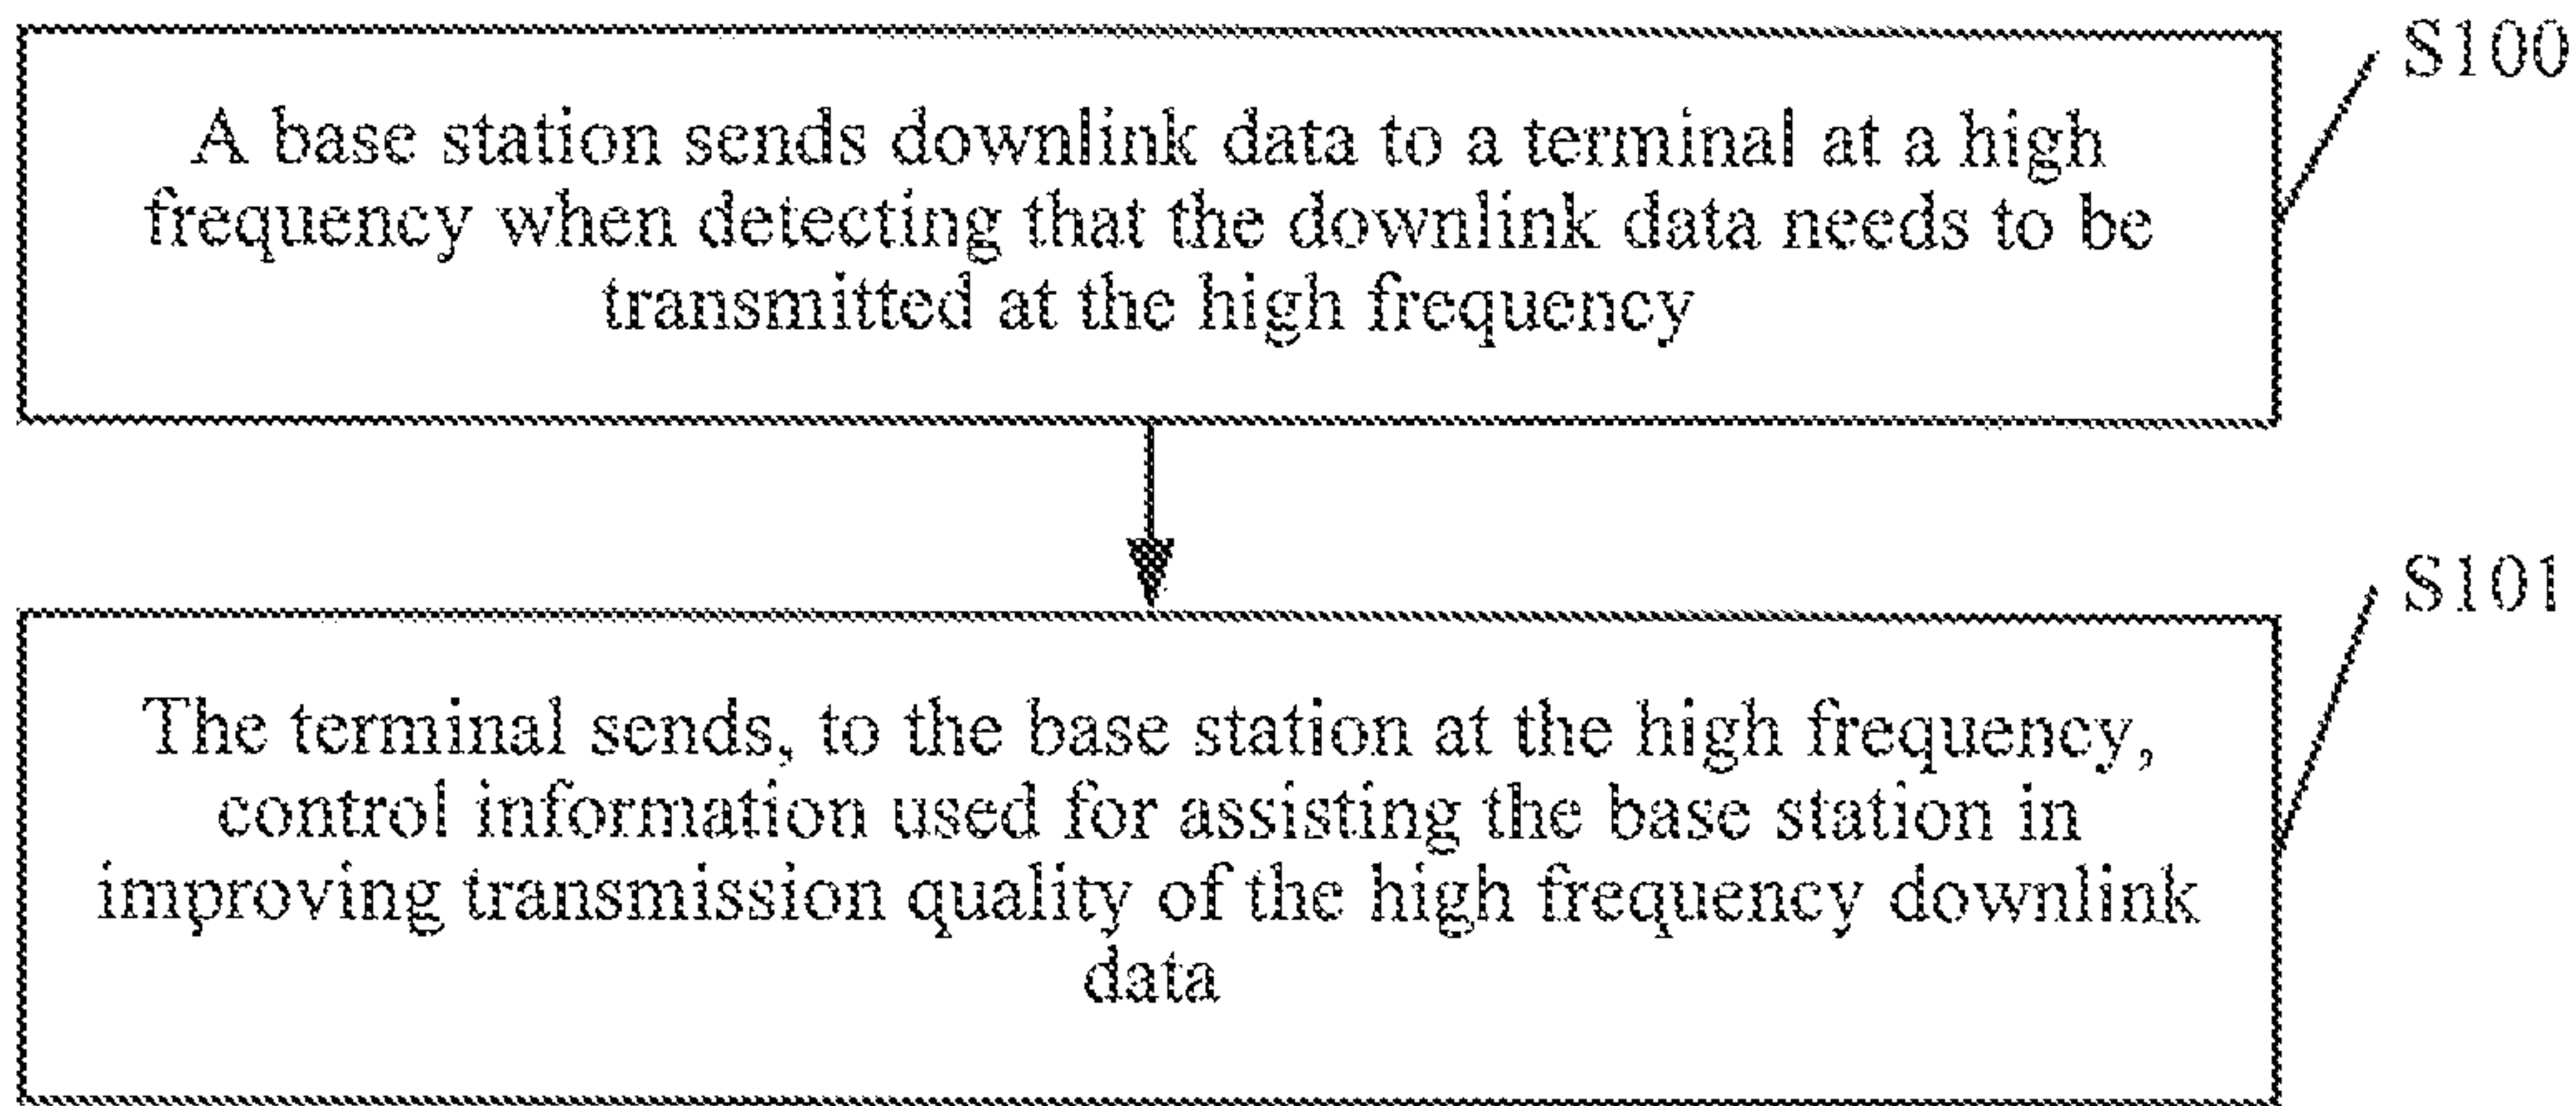 S100
A base station sends downlink data to a terminal at a high
frequency when detecting that the downlink data needs to be
transmitted at the high frequency
S101
The terminal sends, to the base station at the high frequency,
control information used for assisting the base station in
improving transmission quality of the high frequency downlink
data